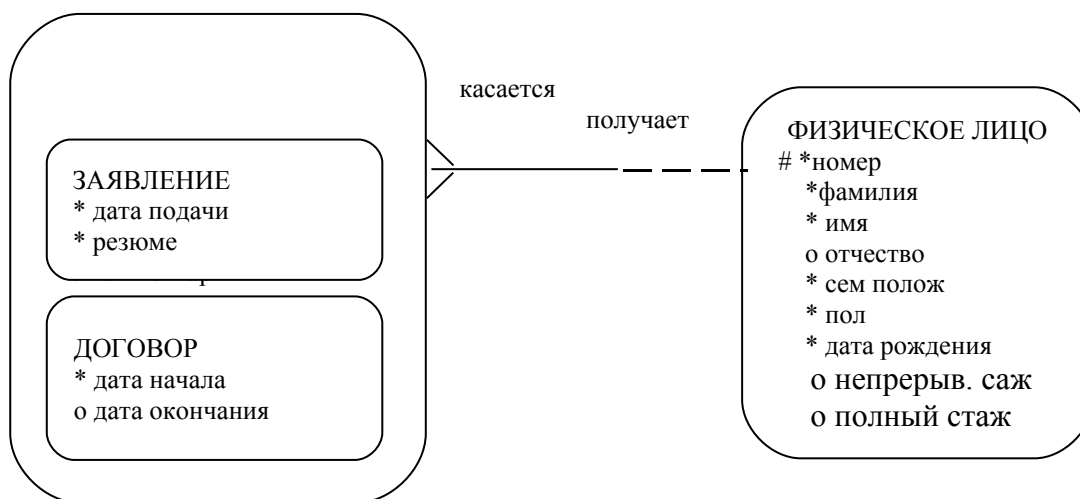 касается
получает
ЗАЯВЛЕНИЕ
* дата подачи
* резюме
ДОГОВОР
* дата начала
о дата окончания
ФИЗИЧЕСКОЕ ЛИЦО
# *номер
*фамилия
* имя
о отчество
* сем полож
* пол
* дата рождения
о непрерыв. саж
о полный стаж